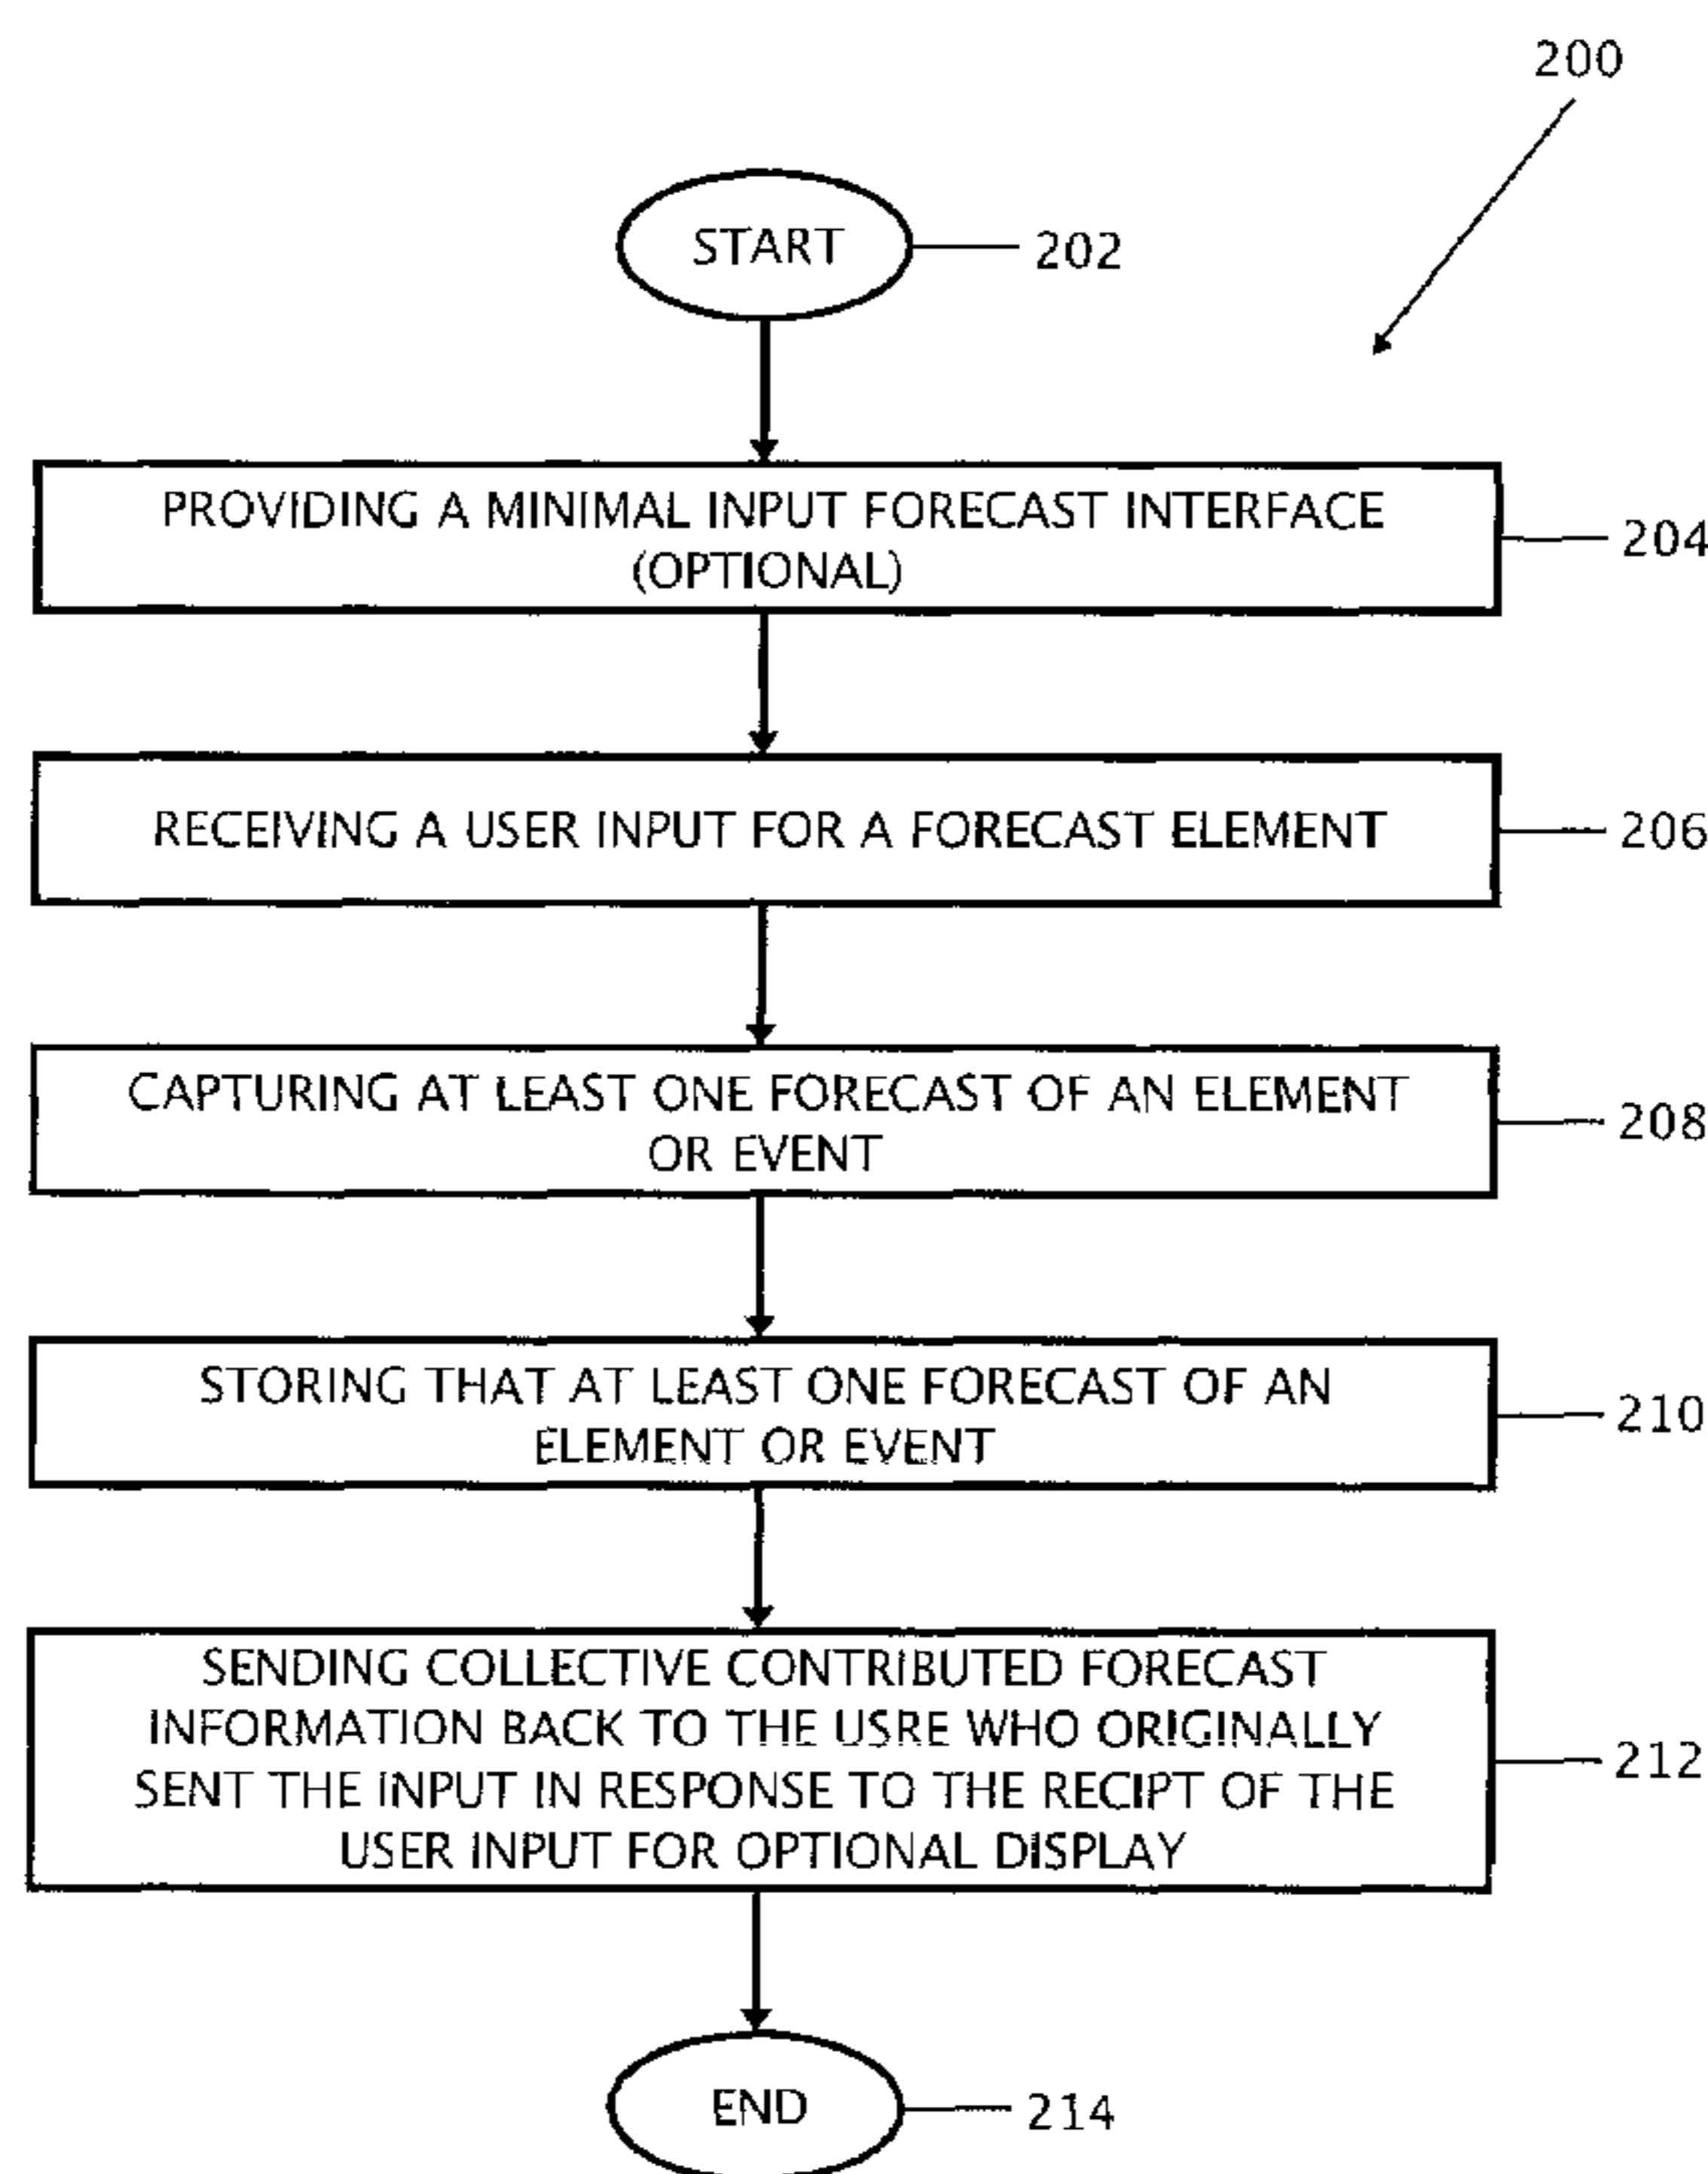 200
START
202
PROVIDING A MINIMAL INPUT FORECAST INTERFACE
(OPTIONAL)
204
RECEIVING A USER INPUT FOR A FORECAST ELEMENT
206
CAPTURING AT LEAST ONE FORECAST OF AN ELEMENT
OR EVENT
208
STORING THAT AT LEAST ONE FORECAST OF AN
ELEMENT OR EVENT
210
SENDING COLLECTIVE CONTRIBUTED FORECAST
INFORMATION BACK TO THE USRE WHO ORIGINALLY
SENT THE INPUT IN RESPONSE TO THE RECIPT OF THE
USER INPUT FOR OPTIONAL DISPLAY
212
END
214